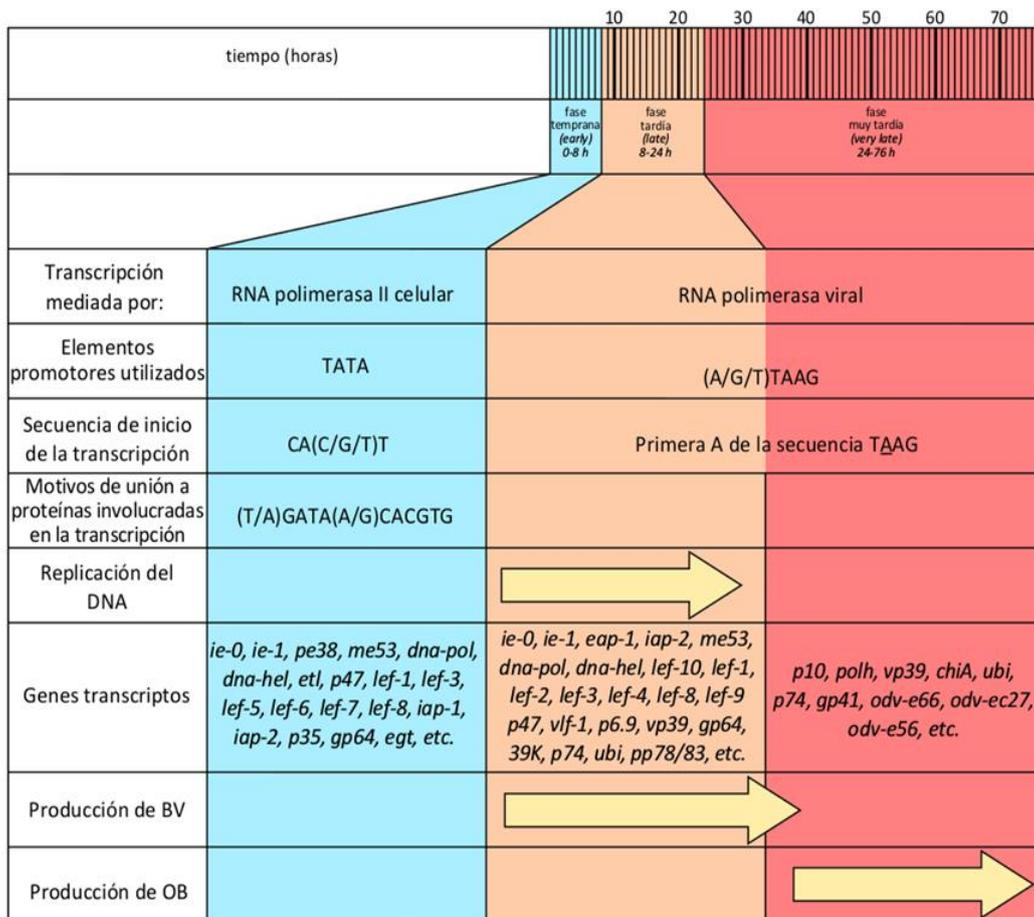 10 20 30 40 50 60 70
tiempo (horas)
fase
temprana
(early)
0-8 h
fase
tardía
(late)
8-24 h
fase
muy tardía
(very late)
24-76 h
Transcripción
mediada por:
RNA polimerasa II celular
RNA polimerasa viral
Elementos
promotores utilizados
TATA
(A/G/T)TAAG
Secuencia de inicio
de la transcripción
CA(C/G/T)T
Primera A de la secuencia TAAG
Motivos de unión a
proteínas involucradas
en la transcripción
(T/A)GATA(A/G)CACGTG
Replicación del
DNA
Genes transcriptos
ie-0, ie-1, pe38, me53, dna-pol,
dna-hel, etl, p47, lef-1, lef-3,
lef-5, lef-6, lef-7, lef-8, iap-1,
iap-2, p35, gp64, egt, etc.
ie-0, ie-1, eap-1, iap-2, me53,
dna-pol, dna-hel, lef-10, lef-1,
lef-2, lef-3, lef-4, lef-8, lef-9
p47, vlf-1, p6.9, vp39, gp64,
39K, p74, ubi, pp78/83, etc.
p10, polh, vp39, chiA, ubi,
p74, gp41, odv-e66, odv-ec27,
odv-e56, etc.
Producción de BV
Producción de OB